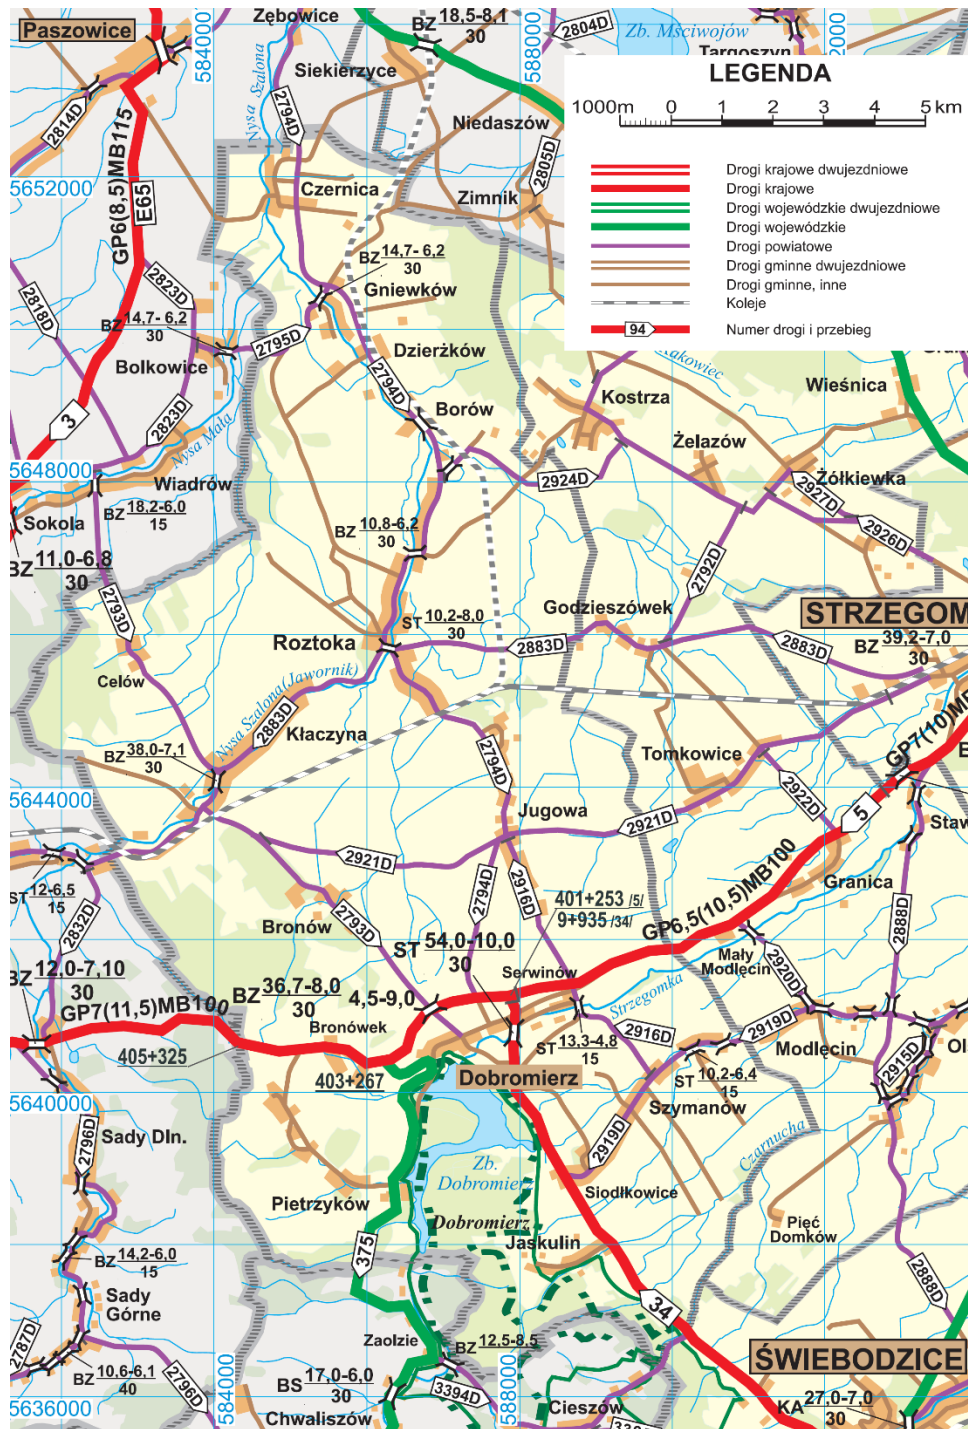 Paszowice
584000
Zębowice
BZ 18,5-8,1
30
588000
2804D
Zb. Mściwojów
Targoszyn
2000
Siekierzyce
Nysa Szalona
2794D
2814D
Niedaszów
2805D
LEGENDA
1000m 0 1 2 3 4 5 km
Drogi krajowe dwujezdniowe
Drogi krajowe
Drogi wojewódzkie dwujezdniowe
Drogi wojewódzkie
Drogi powiatowe
Drogi gminne dwujezdniowe
Drogi gminne, inne
Koleje
94
Numer drogi i przebieg
5652000
GP6(8,5)MB115
E65
Czernica
Zimnik
BZ 14,7- 6,2
30
Gniewków
2818D
2823D
BZ 14,7- 6,2
30
2795D
Bolkowice
Dzierżków
2794D
Borów
Kostrza
Wieśnica
3
2823D
Nysa Mała
Żelazów
5648000
Wiadrów
2924D
Żółkiewka
2927D
2926D
Sokola
BZ 18.2-6.0
15
BZ 10,8-6,2
30
BZ 11,0-6,8
30
2792D
2793D
Godzieszówek
STRZEGOM
ST 10,2-8,0
30
BZ 39,2-7,0
30
Roztoka
2883D
2883D
Celów
Nysa Szalona (Jawornik)
2883D
Kłaczyna
BZ 38,0-7,1
30
Tomkowice
GP7(10)MB
2794D
5644000
Jugowa
2922D
5
2921D
2921D
ST 12-6,5
15
2832D
2794D
2916D
GP6,5(10,5)MB100
Granica
2888D
Bronów
2793D
401+253 /5/
9+935 /34/
ST 54,0-10,0
30
BZ 12,0-7,10
30
Serwinów
Mały
Modlęcin
2920D
BZ 36,7-8,0
30
4,5-9,0
GP7(11,5)MB100
Bronówek
Strzegomka
405+325
2916D
2919D
Modlęcin
ST 13,3-4,8
15
403+267
Dobromierz
ST 10,2-6,4
15
2915D
5640000
Szymanów
2796D
Sady Dln.
2919D
Czarnucha
Zb.
Dobromierz
Siodłkowice
Pietrzyków
Dobromierz
Jaskulin
Pięć
Domków
375
BZ 14,2-6,0
15
2888D
Sady
Górne
34
2787D
Zaolzie
BZ 12,5-8,5
ŚWIEBODZICE
BZ 10.6-6,1
40
2796D
584000
BS 17,0-6,0
30
3394D
588000
5636000
Chwaliszów
Cieszów
KA 27,0-7,0
30